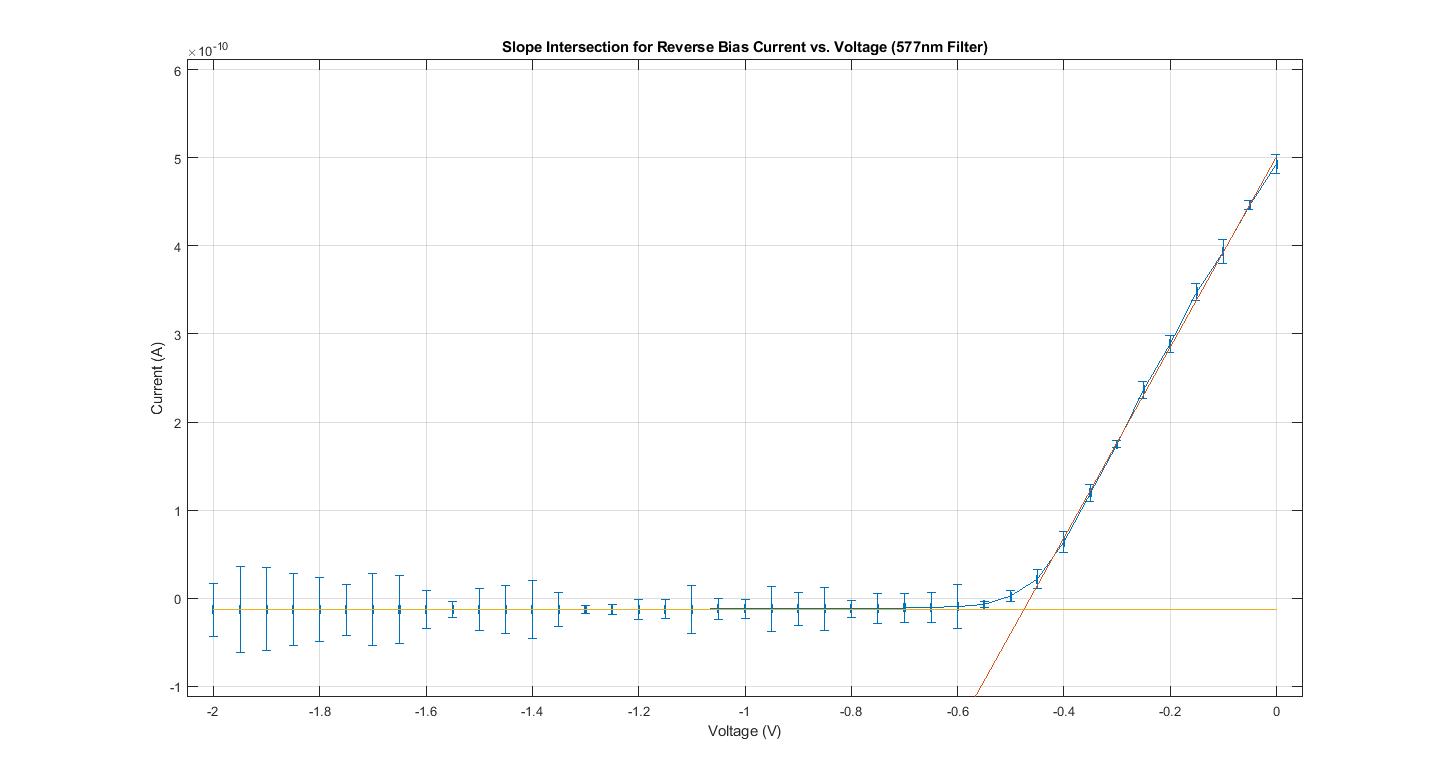 Slope Intersection for Reverse Bias Current vs. Voltage (577nm Filter)
×10-10
6
5
4
3
2
1
0
-1
Current (A)
-2 -1.8 -1.6 -1.4 -1.2 -1 -0.8 -0.6 -0.4 -0.2 0
Voltage (V)